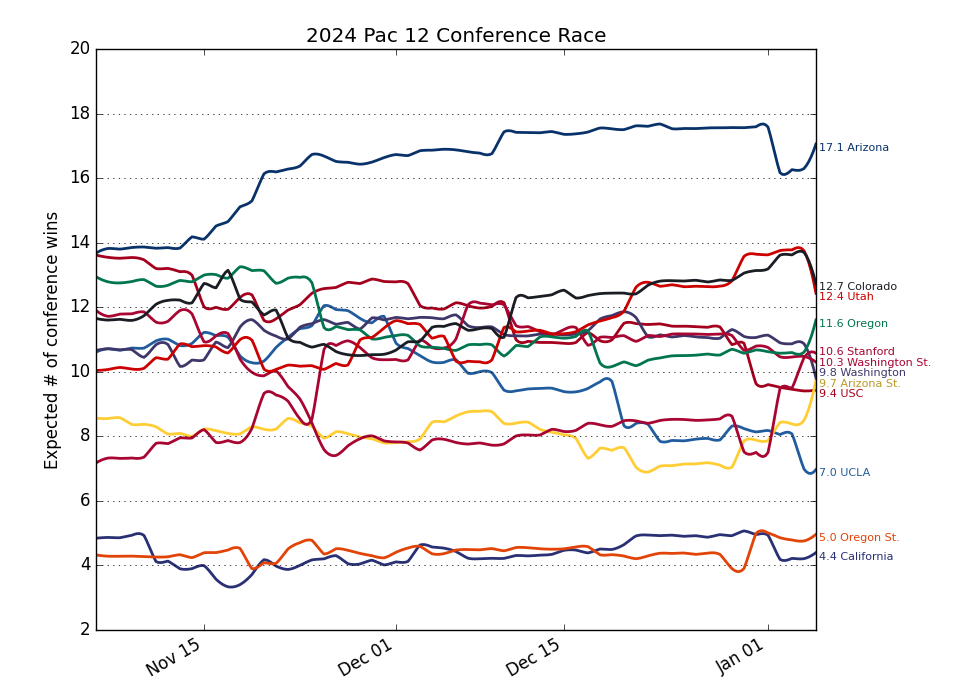 2024 Pac 12 Conference Race
Expected # of conference wins
20
18
16
14
12
10
8
6
4
2
17.1 Arizona
12.7 Colorado
12.4 Utah
11.6 Oregon
10.6 Stanford
10.3 Washington St.
9.8 Washington
9.7 Arizona St.
9.4 USC
7.0 UCLA
5.0 Oregon St.
4.4 California
Nov 15
Dec 01
Dec 15
Jan 01